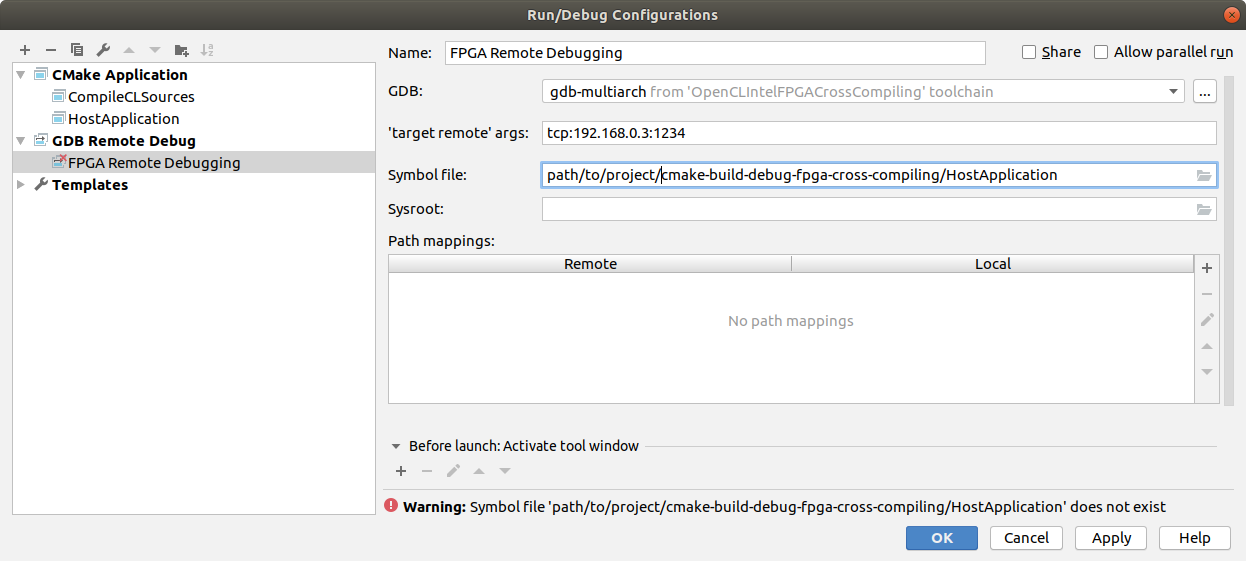 Run/Debug Configurations
Name: FPGA Remote Debugging Share Allow parallel run
CMake Application
CompileCLSources
HostApplication
GDB Remote Debug
FPGA Remote Debugging
Templates
GDB: gdb-multiarch from 'OpenCLIntelFPGACrossCompiling' toolchain ...
'target remote' args: tcp:192.168.0.3:1234
Symbol file: path/to/project/cmake-build-debug-fpga-cross-compiling/HostApplication
Sysroot:
Path mappings:
Remote Local
No path mappings
Before launch: Activate tool window
Warning: Symbol file 'path/to/project/cmake-build-debug-fpga-cross-compiling/HostApplication' does not exist
OK Cancel Apply Help